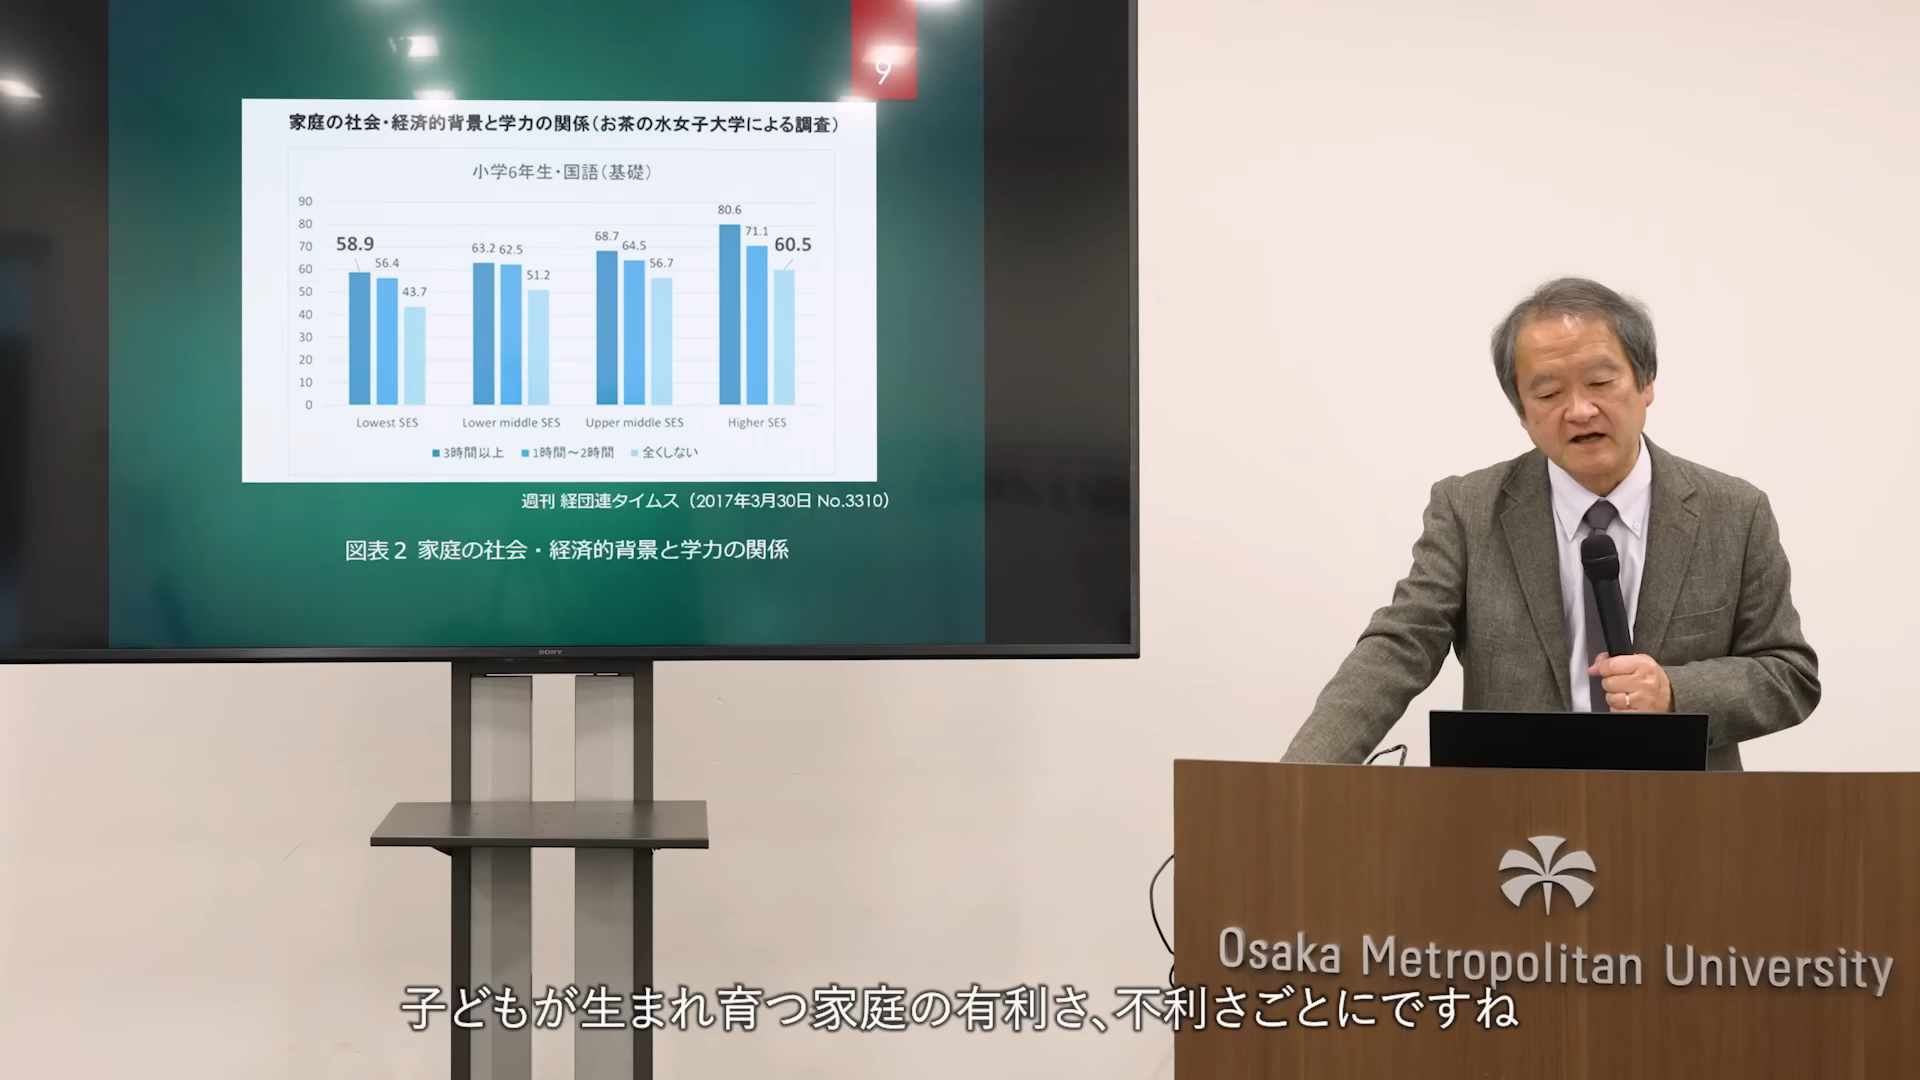 9
家庭の社会・経済的背景と学力の関係(お茶の水女子大学による調査)
小学6年生・国語(基礎)
90
80
70
60
50
40
30
20
10
0
58.9
56.4
43.7
63.2
62.5
51.2
68.7
64.5
56.7
80.6
71.1
60.5
Lowest SES
Lower middle SES
Upper middle SES
Higher SES
3時間以上
1時間~2時間
全くしない
週刊 経団連タイムス(2017年3月30日 No.3310)
図表2 家庭の社会・経済的背景と学力の関係
SONY
Osaka Metropolitan University
子どもが生まれ育つ家庭の有利さ、不利さごとにですね